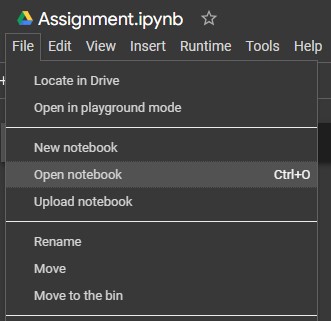 Assignment.ipynb
File Edit View Insert Runtime Tools Help
Locate in Drive
Open in playground mode
New notebook
Open notebook Ctrl+O
Upload notebook
Rename
Move
Move to the bin